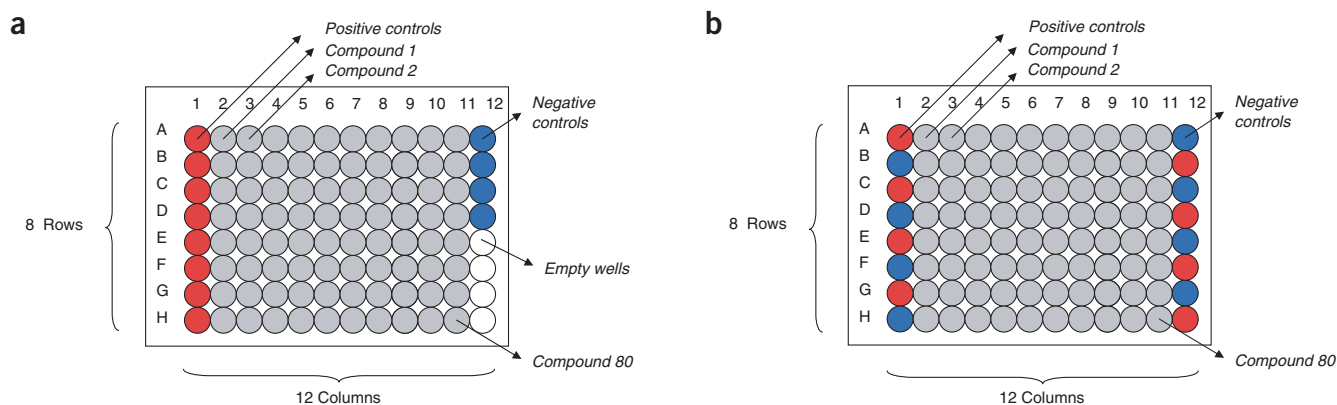 a
Positive controls
Compound 1
Compound 2
1 2 3 4 5 6 7 8 9 10 11 12
Negative
controls
A
B
C
D
E
F
G
H
8 Rows
Empty wells
Compound 80
12 Columns
b
Positive controls
Compound 1
Compound 2
1 2 3 4 5 6 7 8 9 10 11 12
Negative
controls
A
B
C
D
E
F
G
H
8 Rows
Compound 80
12 Columns